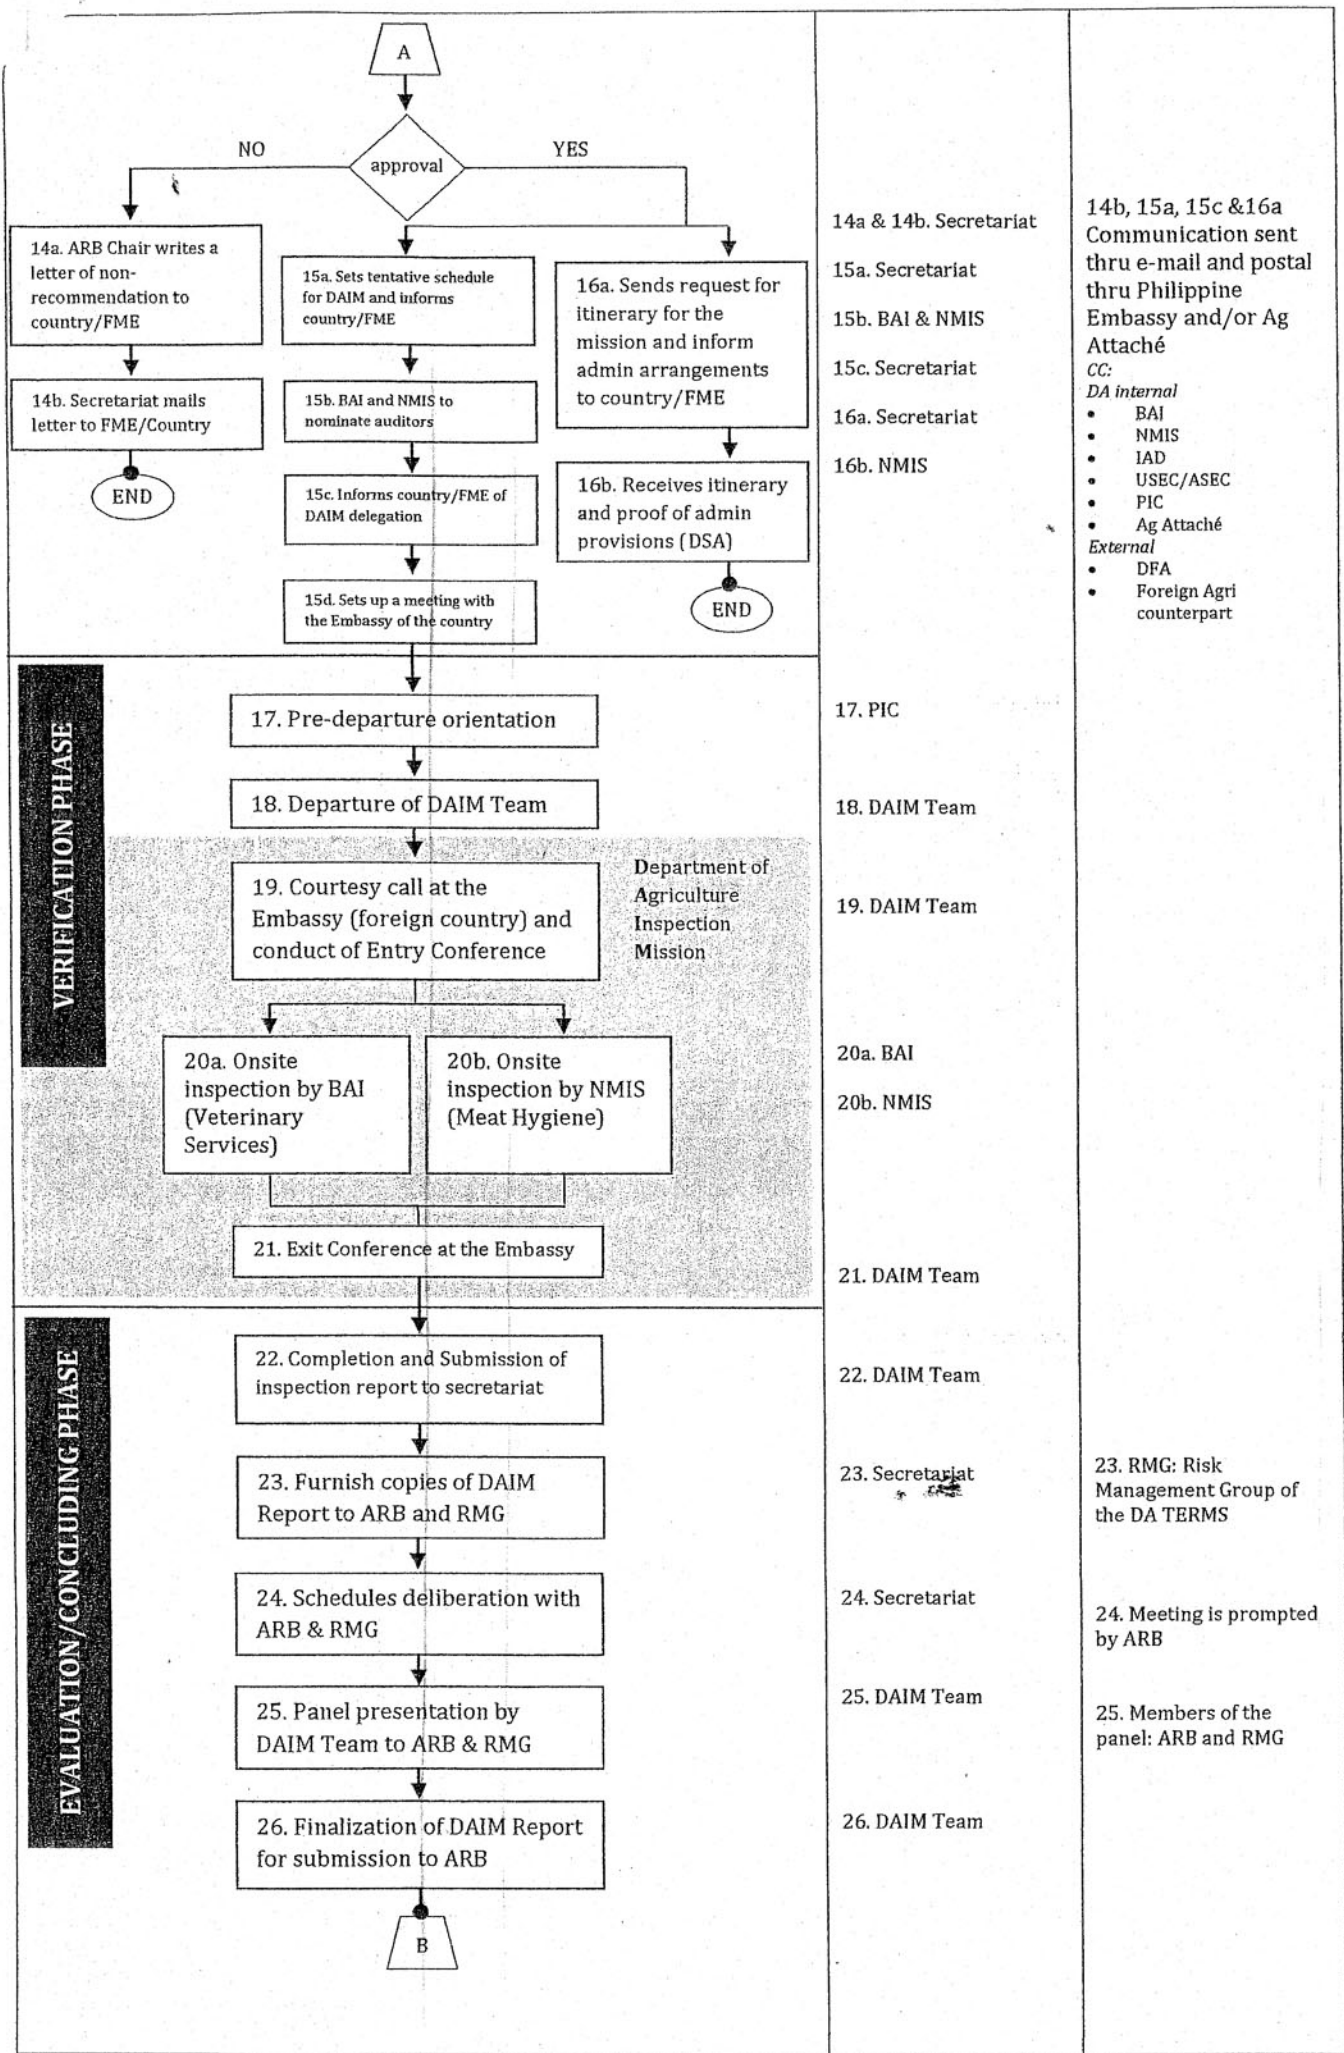 A
approval
NO
YES
14a. ARB Chair writes a
letter of non-
recommendation to
country/FME
14b. Secretariat mails
letter to FME/Country
END
15a. Sets tentative schedule
for DAIM and informs
country/FME
15b. BAI and NMIS to
nominate auditors
15c. Informs country/FME of
DAIM delegation
15d. Sets up a meeting with
the Embassy of the country
16a. Sends request for
itinerary for the
mission and inform
admin arrangements
to country/FME
16b. Receives itinerary
and proof of admin
provisions (DSA)
END
14a & 14b. Secretariat
15a. Secretariat
15b. BAI & NMIS
15c. Secretariat
16a. Secretariat
16b. NMIS
14b, 15a, 15c &16a
Communication sent
thru e-mail and postal
thru Philippine
Embassy and/or Ag
Attaché
CC:
DA internal
• BAI
• NMIS
• IAD
• USEC/ASEC
• PIC
• Ag Attaché
External
• DFA
• Foreign Agri
counterpart
VERIFICATION PHASE
17. Pre-departure orientation
18. Departure of DAIM Team
19. Courtesy call at the
Embassy (foreign country) and
conduct of Entry Conference
Department of
Agriculture
Inspection
Mission
20a. Onsite
inspection by BAI
(Veterinary
Services)
20b. Onsite
inspection by NMIS
(Meat Hygiene)
21. Exit Conference at the Embassy
17. PIC
18. DAIM Team
19. DAIM Team
20a. BAI
20b. NMIS
21. DAIM Team
EVALUATION/CONCLUDING PHASE
22. Completion and Submission of
inspection report to secretariat
23. Furnish copies of DAIM
Report to ARB and RMG
24. Schedules deliberation with
ARB & RMG
25. Panel presentation by
DAIM Team to ARB & RMG
26. Finalization of DAIM Report
for submission to ARB
B
22. DAIM Team
23. Secretariat
24. Secretariat
25. DAIM Team
26. DAIM Team
23. RMG: Risk
Management Group of
the DA TERMS
24. Meeting is prompted
by ARB
25. Members of the
panel: ARB and RMG